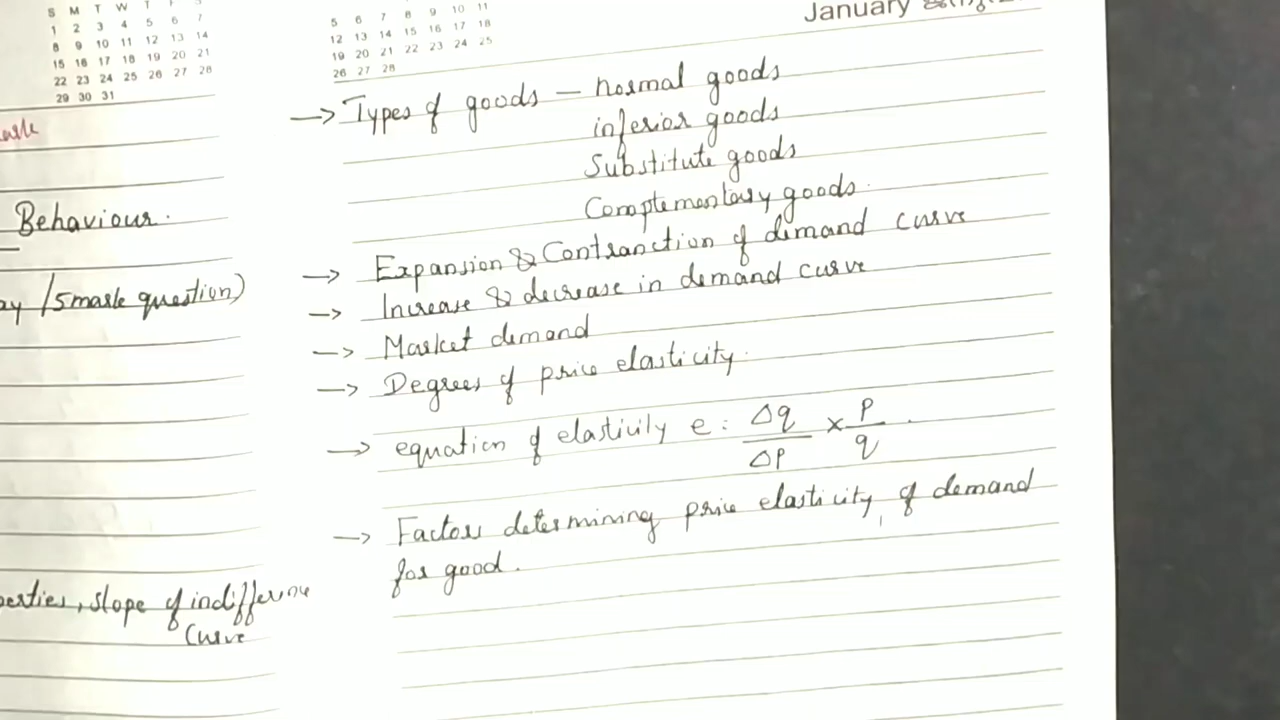 S M T W T
1 2 3 4 5 6 7
8 9 10 11 12 13 14
15 16 17 18 19 20 21
22 23 24 25 26 27 28
29 30 31
Behaviour.
/5mark question)
, slope of indifference
Curve
5 6 7 8 9 10 11
12 13 14 15 16 17 18
19 20 21 22 23 24 25
26 27 28
January
→ Types of goods — normal goods
inferior goods
Substitute goods
Complementary goods.
→ Expansion & Contranction of demand curve
→ Increase & decrease in demand curve
→ Market demand
→ Degrees of price elasticity.
→ equation of elasticity e : Δq/ΔP × P/q .
→ Factors determining price elasticity of demand
for good.